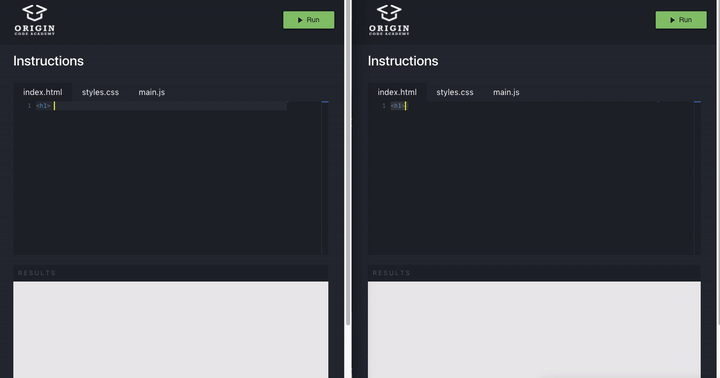 ORIGIN
CODE ACADEMY
Run
Instructions
index.html styles.css main.js
1 <h1>
RESULTS
ORIGIN
CODE ACADEMY
Run
Instructions
index.html styles.css main.js
1 <h1>
RESULTS